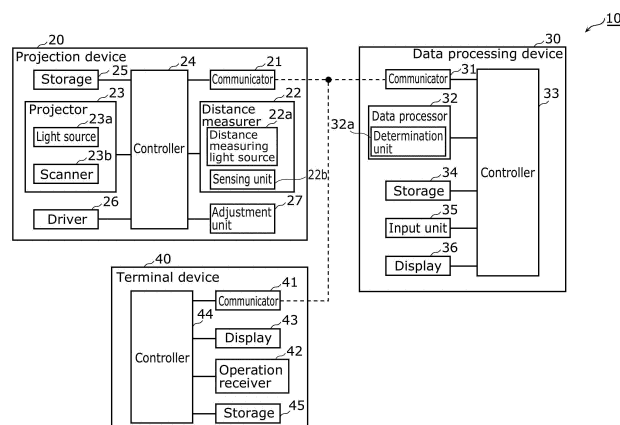 10
20
Projection device
Storage
25
24
21
Communicator
Projector
23
23a
Light source
23b
Scanner
Controller
Distance measurer
22
22a
Distance
measuring
light source
Sensing unit
22b
Driver
26
Adjustment
unit
27
30
Data processing device
Communicator
31
32
33
32a
Data processor
Determination
unit
Controller
34
Storage
35
Input unit
36
Display
40
Terminal device
41
Communicator
44
43
Display
Controller
42
Operation
receiver
45
Storage